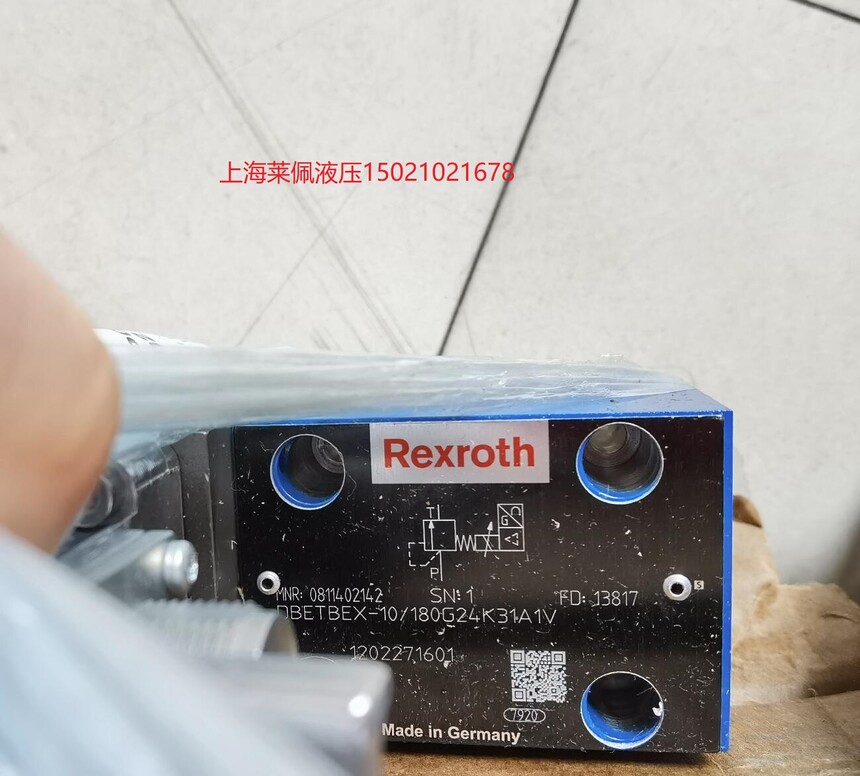 上海莱佩液压15021021678
Rexroth
T
P
MNR: 0811402142 SN: 1 FD: 13817
DBETBEX-10/180G24K31A1V
1202271601
7920
Made in Germany
S